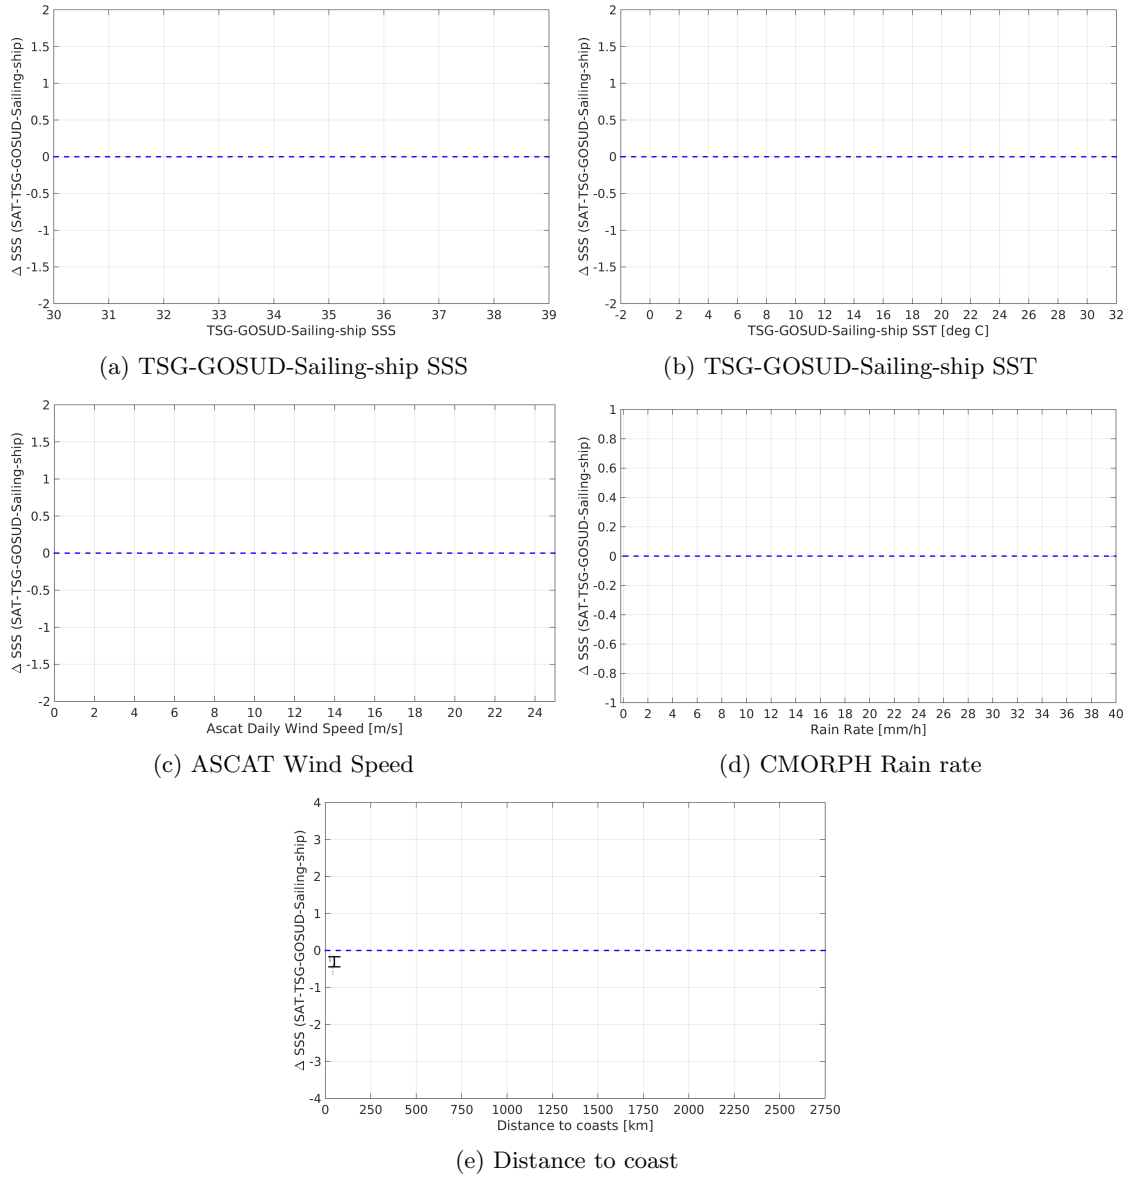 2
1.5
1
0.5
0
-0.5
-1
-1.5
-2
Δ SSS (SAT-TSG-GOSUD-Sailing-ship)
30 31 32 33 34 35 36 37 38 39
TSG-GOSUD-Sailing-ship SSS
(a) TSG-GOSUD-Sailing-ship SSS
2
1.5
1
0.5
0
-0.5
-1
-1.5
-2
Δ SSS (SAT-TSG-GOSUD-Sailing-ship)
-2 0 2 4 6 8 10 12 14 16 18 20 22 24 26 28 30 32
TSG-GOSUD-Sailing-ship SST [deg C]
(b) TSG-GOSUD-Sailing-ship SST
2
1.5
1
0.5
0
-0.5
-1
-1.5
-2
Δ SSS (SAT-TSG-GOSUD-Sailing-ship)
0 2 4 6 8 10 12 14 16 18 20 22 24
Ascat Daily Wind Speed [m/s]
(c) ASCAT Wind Speed
1
0.8
0.6
0.4
0.2
0
-0.2
-0.4
-0.6
-0.8
-1
Δ SSS (SAT-TSG-GOSUD-Sailing-ship)
0 2 4 6 8 10 12 14 16 18 20 22 24 26 28 30 32 34 36 38 40
Rain Rate [mm/h]
(d) CMORPH Rain rate
4
3
2
1
0
-1
-2
-3
-4
Δ SSS (SAT-TSG-GOSUD-Sailing-ship)
0 250 500 750 1000 1250 1500 1750 2000 2250 2500 2750
Distance to coasts [km]
(e) Distance to coast